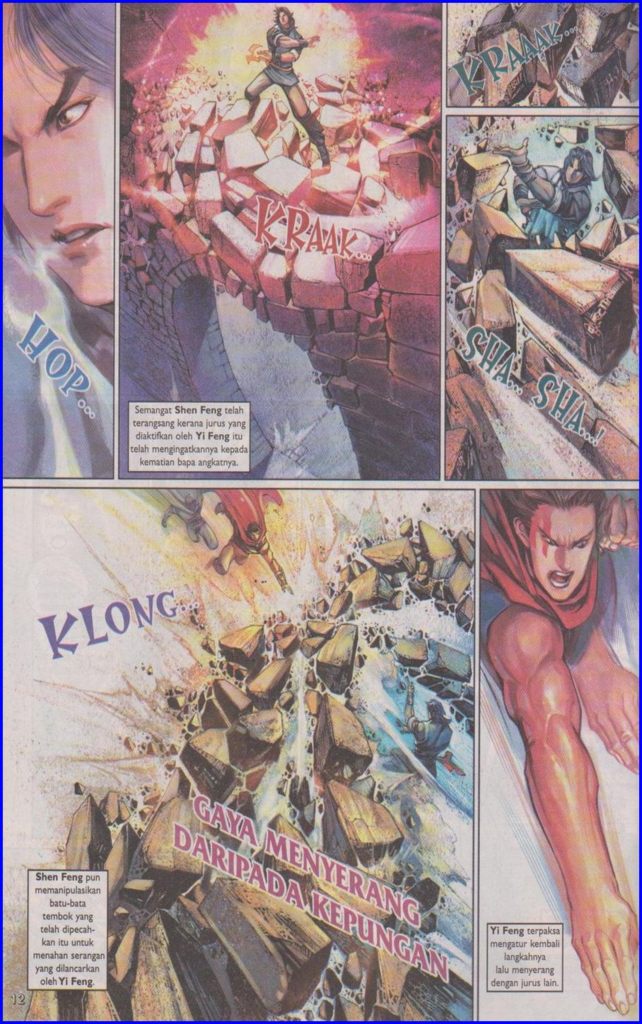 HOP...
KRAAK...
Semangat Shen Feng telah
terangsang kerana jurus yang
diaktifkan oleh Yi Feng itu
telah mengingatkannya kepada
kematian bapa angkatnya.
KRAAAK...
SHA... SHA...!
KLONG...
GAYA MENYERANG
DARIPADA KEPUNGAN
Shen Feng pun
memanipulasikan
batu-bata
tembok yang
telah dipecah-
kan itu untuk
menahan serangan
yang dilancarkan
oleh Yi Feng.
Yi Feng terpaksa
mengatur kembali
langkahnya
lalu menyerang
dengan jurus lain.
12